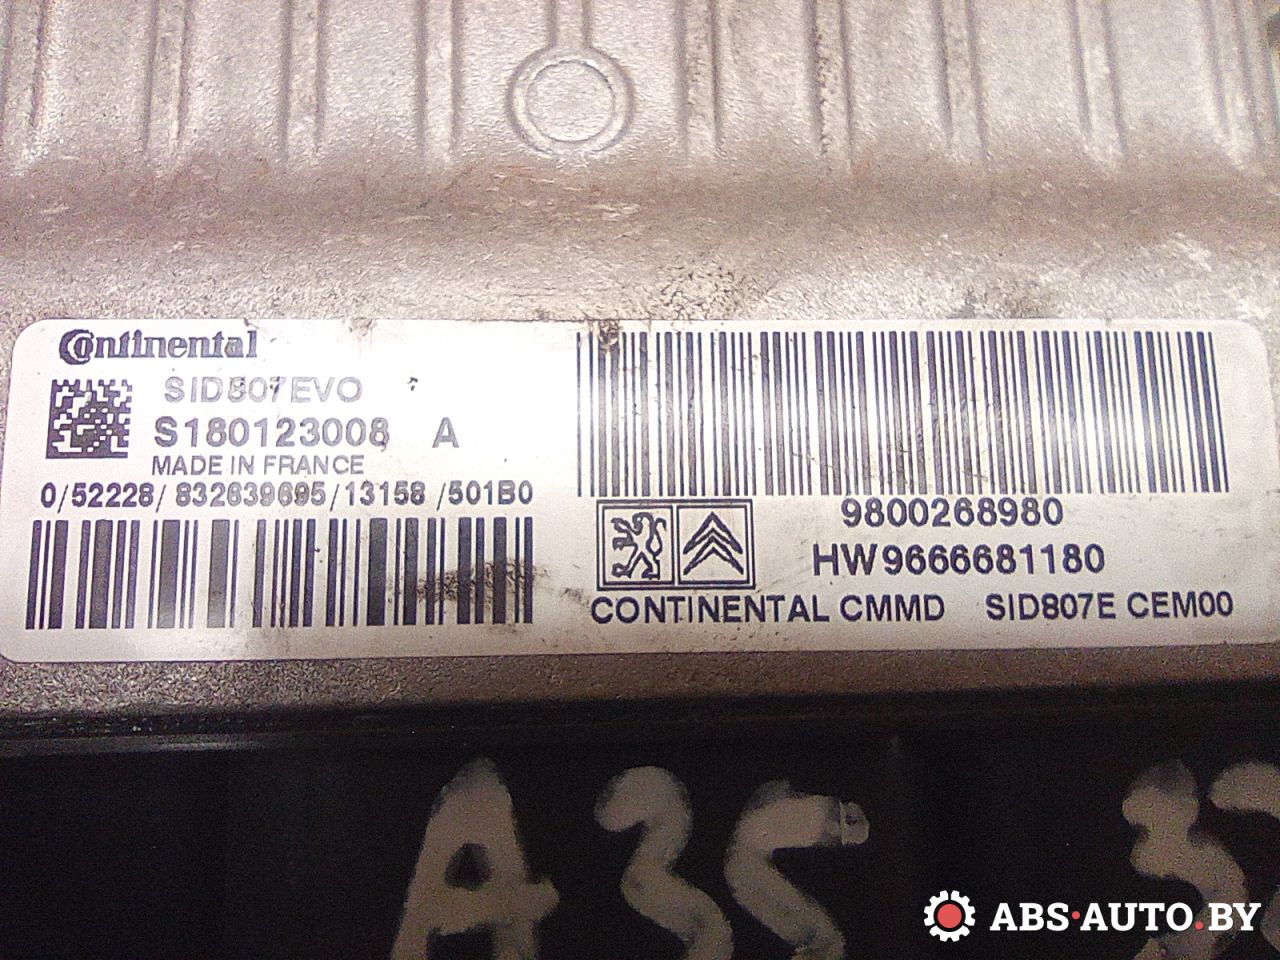 Continental
SID807EVO
S180123008 A
MADE IN FRANCE
0/52228/832639695/13158/501B0
9800268980
HW9666681180
CONTINENTAL CMMD SID807E CEM00
A35
ABS·AUTO.BY